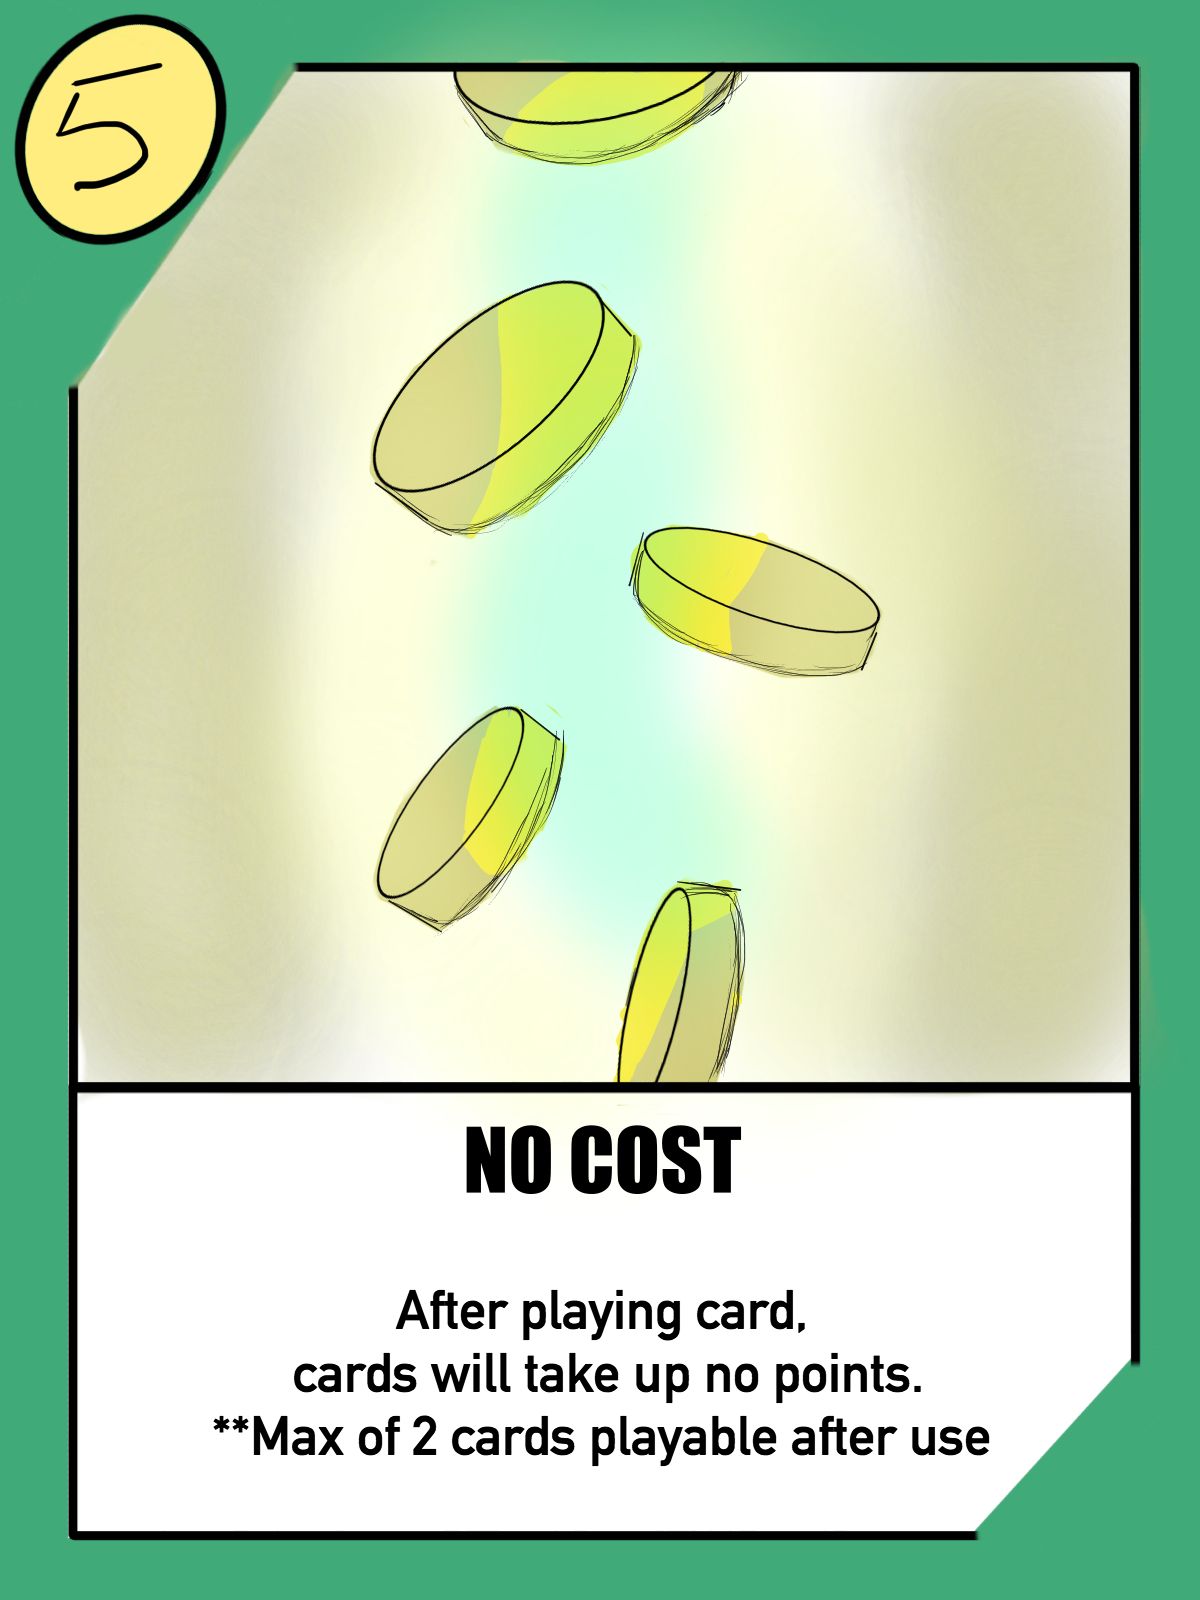 5
NO COST
After playing card,
cards will take up no points.
**Max of 2 cards playable after use